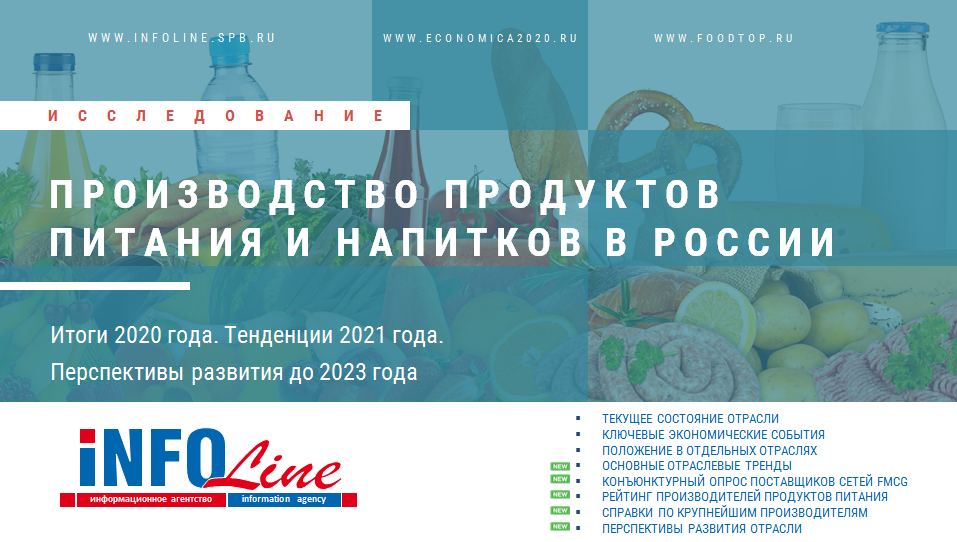 WWW.INFOLINE.SPB.RU
WWW.ECONOMICA2020.RU
WWW.FOODTOP.RU
ИССЛЕДОВАНИЕ
ПРОИЗВОДСТВО ПРОДУКТОВ
ПИТАНИЯ И НАПИТКОВ В РОССИИ
Итоги 2020 года. Тенденции 2021 года.
Перспективы развития до 2023 года
iNFOLine
информационное агентство
information agency
ТЕКУЩЕЕ СОСТОЯНИЕ ОТРАСЛИ
КЛЮЧЕВЫЕ ЭКОНОМИЧЕСКИЕ СОБЫТИЯ
ПОЛОЖЕНИЕ В ОТДЕЛЬНЫХ ОТРАСЛЯХ
NEW ОСНОВНЫЕ ОТРАСЛЕВЫЕ ТРЕНДЫ
NEW КОНЪЮНКТУРНЫЙ ОПРОС ПОСТАВЩИКОВ СЕТЕЙ FMCG
NEW РЕЙТИНГ ПРОИЗВОДИТЕЛЕЙ ПРОДУКТОВ ПИТАНИЯ
NEW СПРАВКИ ПО КРУПНЕЙШИМ ПРОИЗВОДИТЕЛЯМ
NEW ПЕРСПЕКТИВЫ РАЗВИТИЯ ОТРАСЛИ